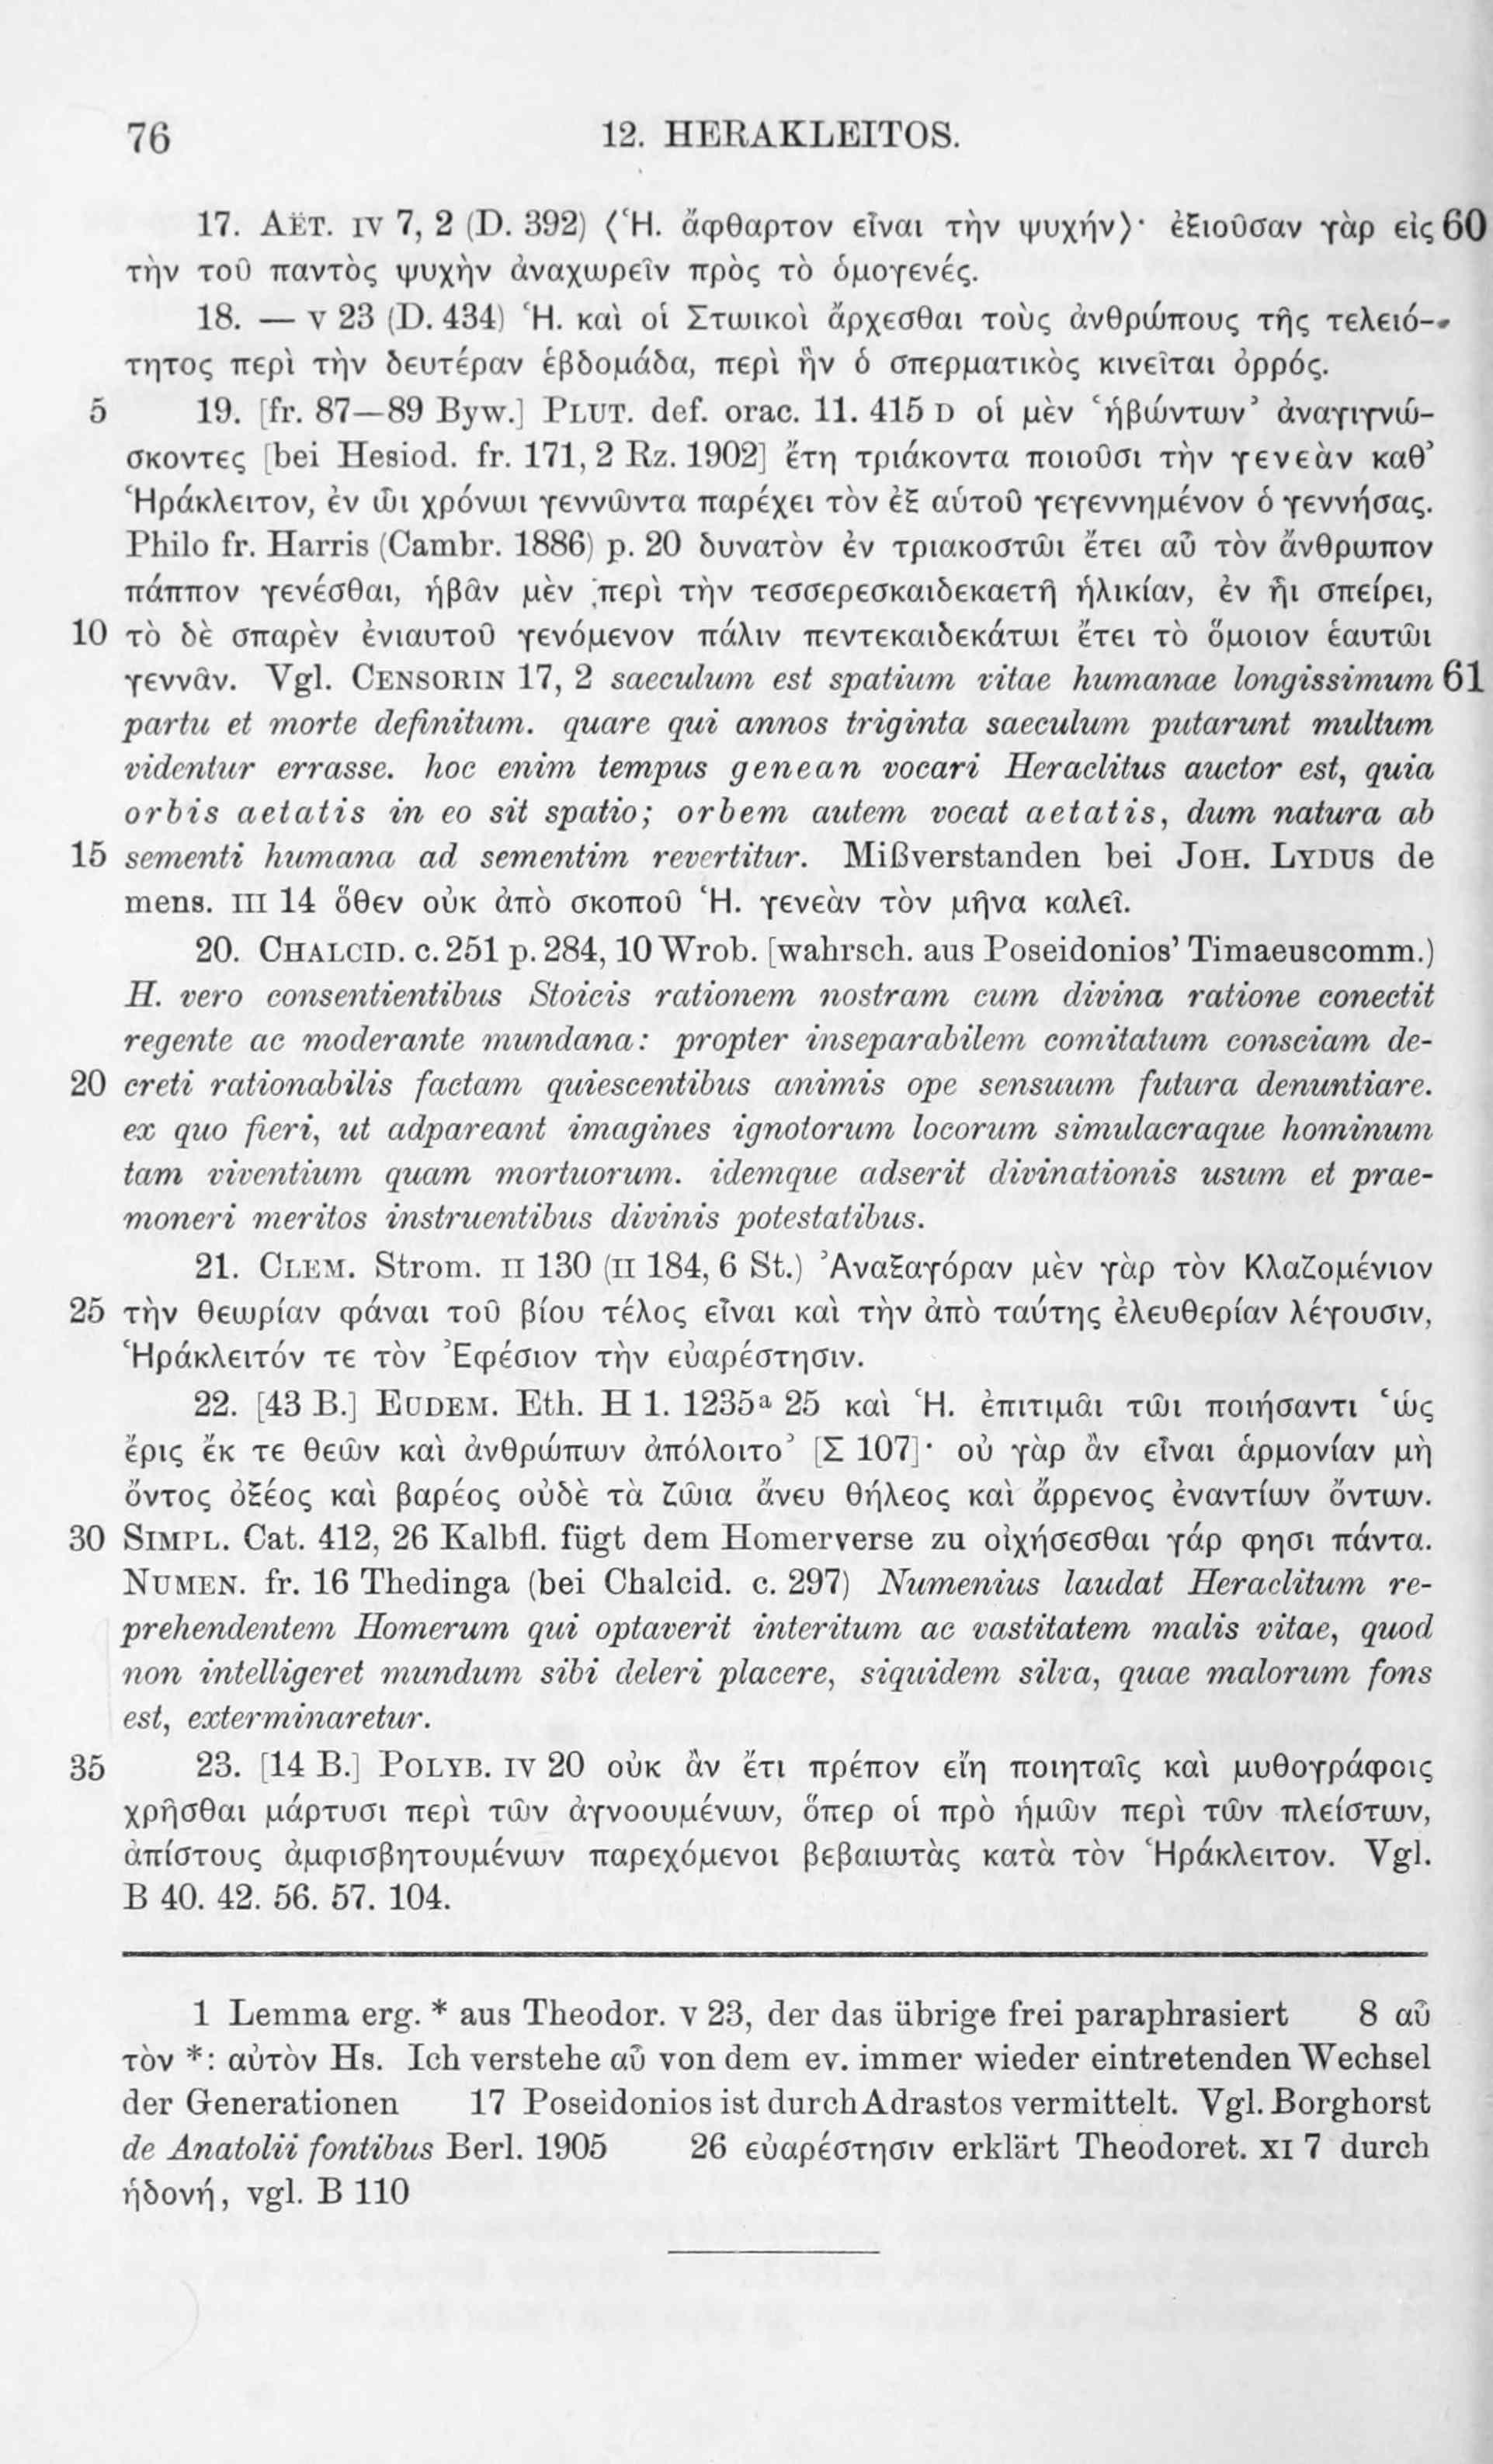 76 12. HERAKLEITOS.
17. AËT. IV 7, 2 (D. 392) ⟨Ἡ. ἄφθαρτον εἶναι τὴν ψυχήν⟩· ἐξιοῦσαν γὰρ εἰς 60
τὴν τοῦ παντὸς ψυχὴν ἀναχωρεῖν πρὸς τὸ ὁμογενές.
18. — V 23 (D. 434) Ἡ. καὶ οἱ Στωικοὶ ἄρχεσθαι τοὺς ἀνθρώπους τῆς τελειό-
τητος περὶ τὴν δευτέραν ἑβδομάδα, περὶ ἣν ὁ σπερματικὸς κινεῖται ὀρρός.
5 19. [fr. 87—89 Byw.] PLUT. def. orac. 11. 415 D οἱ μὲν ‘ἡβώντων’ ἀναγιγνώ-
σκοντες [bei Hesiod. fr. 171, 2 Rz. 1902] ἔτη τριάκοντα ποιοῦσι τὴν γενεὰν καθ’
Ἡράκλειτον, ἐν ὧι χρόνωι γεννῶντα παρέχει τὸν ἐξ αὑτοῦ γεγεννημένον ὁ γεννήσας.
Philo fr. Harris (Cambr. 1886) p. 20 δυνατὸν ἐν τριακοστῶι ἔτει αὖ τὸν ἄνθρωπον
πάππον γενέσθαι, ἡβᾶν μὲν περὶ τὴν τεσσερεσκαιδεκαετῆ ἡλικίαν, ἐν ἧι σπείρει,
10 τὸ δὲ σπαρὲν ἐνιαυτοῦ γενόμενον πάλιν πεντεκαιδεκάτωι ἔτει τὸ ὅμοιον ἑαυτῶι
γεννᾶν. Vgl. CENSORIN 17, 2 saeculum est spatium vitae humanae longissimum 61
partu et morte definitum. quare qui annos triginta saeculum putarunt multum
videntur errasse. hoc enim tempus genean vocari Heraclitus auctor est, quia
orbis aetatis in eo sit spatio; orbem autem vocat aetatis, dum natura ab
15 sementi humana ad sementim revertitur. Mißverstanden bei JOH. LYDUS de
mens. III 14 ὅθεν οὐκ ἀπὸ σκοποῦ Ἡ. γενεὰν τὸν μῆνα καλεῖ.
20. CHALCID. c. 251 p. 284, 10 Wrob. [wahrsch. aus Poseidonios’ Timaeuscomm.)
H. vero consentientibus Stoicis rationem nostram cum divina ratione conectit
regente ac moderante mundana: propter inseparabilem comitatum consciam de-
20 creti rationabilis factam quiescentibus animis ope sensuum futura denuntiare.
ex quo fieri, ut adpareant imagines ignotorum locorum simulacraque hominum
tam viventium quam mortuorum. idemque adserit divinationis usum et prae-
moneri meritos instruentibus divinis potestatibus.
21. CLEM. Strom. II 130 (II 184, 6 St.) Ἀναξαγόραν μὲν γὰρ τὸν Κλαζομένιον
25 τὴν θεωρίαν φάναι τοῦ βίου τέλος εἶναι καὶ τὴν ἀπὸ ταύτης ἐλευθερίαν λέγουσιν,
Ἡράκλειτόν τε τὸν Ἐφέσιον τὴν εὐαρέστησιν.
22. [43 B.] EUDEM. Eth. H 1. 1235ᵃ 25 καὶ Ἡ. ἐπιτιμᾶι τῶι ποιήσαντι ‘ὡς
ἔρις ἔκ τε θεῶν καὶ ἀνθρώπων ἀπόλοιτο’ [Σ 107]· οὐ γὰρ ἂν εἶναι ἁρμονίαν μὴ
ὄντος ὀξέος καὶ βαρέος οὐδὲ τὰ ζῶια ἄνευ θήλεος καὶ ἄρρενος ἐναντίων ὄντων.
30 SIMPL. Cat. 412, 26 Kalbfl. fügt dem Homerverse zu οἰχήσεσθαι γάρ φησι πάντα.
NUMEN. fr. 16 Thedinga (bei Chalcid. c. 297) Numenius laudat Heraclitum re-
prehendentem Homerum qui optaverit interitum ac vastitatem malis vitae, quod
non intelligeret mundum sibi deleri placere, siquidem silva, quae malorum fons
est, exterminaretur.
35 23. [14 B.] POLYB. IV 20 οὐκ ἂν ἔτι πρέπον εἴη ποιηταῖς καὶ μυθογράφοις
χρῆσθαι μάρτυσι περὶ τῶν ἀγνοουμένων, ὅπερ οἱ πρὸ ἡμῶν περὶ τῶν πλείστων,
ἀπίστους ἀμφισβητουμένων παρεχόμενοι βεβαιωτὰς κατὰ τὸν Ἡράκλειτον. Vgl.
B 40. 42. 56. 57. 104.
1 Lemma erg. * aus Theodor. V 23, der das übrige frei paraphrasiert 8 αὖ
τὸν *: αὐτὸν Hs. Ich verstehe αὖ von dem ev. immer wieder eintretenden Wechsel
der Generationen 17 Poseidonios ist durch Adrastos vermittelt. Vgl. Borghorst
de Anatolii fontibus Berl. 1905 26 εὐαρέστησιν erklärt Theodoret. XI 7 durch
ἡδονή, vgl. B 110